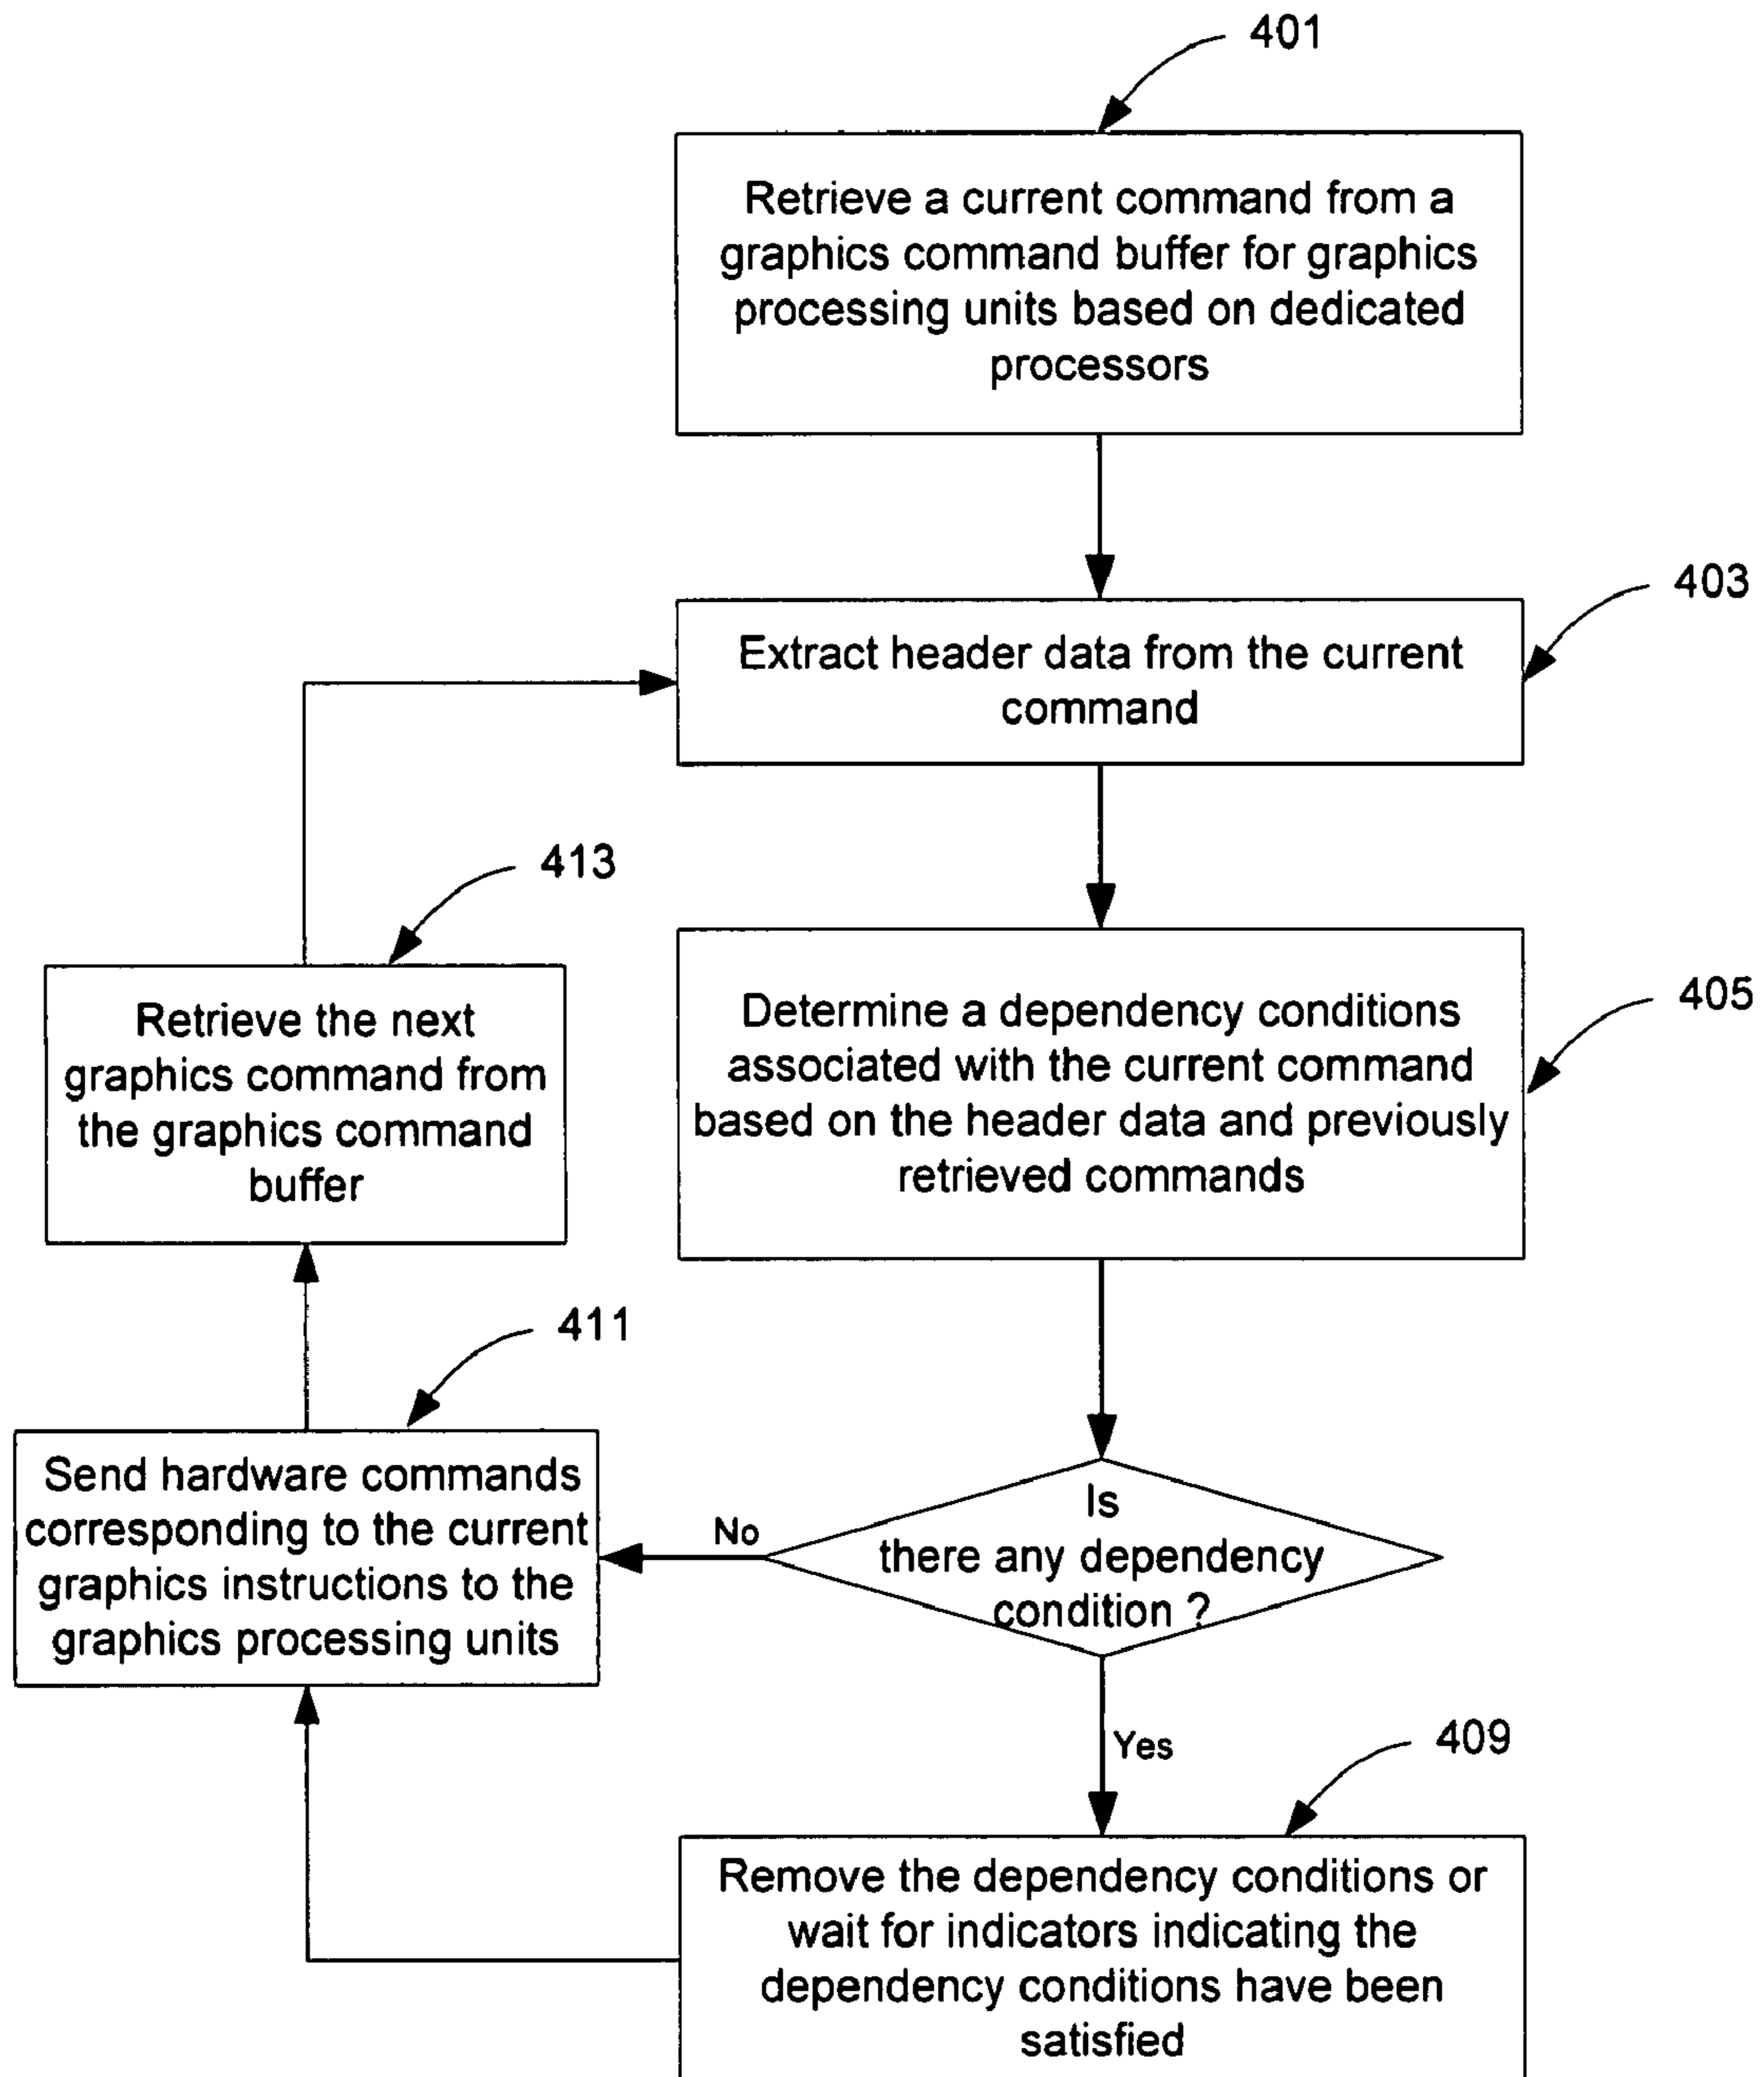 401
Retrieve a current command from a
graphics command buffer for graphics
processing units based on dedicated
processors
403
Extract header data from the current
command
413
Retrieve the next
graphics command from
the graphics command
buffer
405
Determine a dependency conditions
associated with the current command
based on the header data and previously
retrieved commands
411
Send hardware commands
corresponding to the current
graphics instructions to the
graphics processing units
No
Is
there any dependency
condition ?
Yes
409
Remove the dependency conditions or
wait for indicators indicating the
dependency conditions have been
satisfied